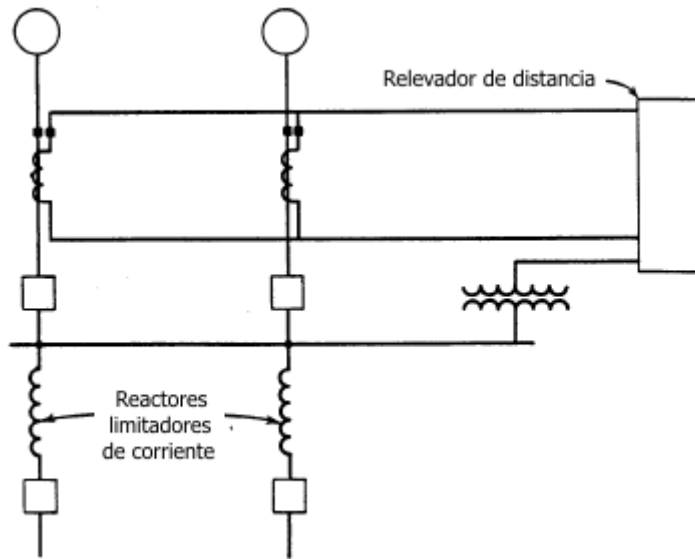 Relevador de distancia
Reactores
limitadores
de corriente